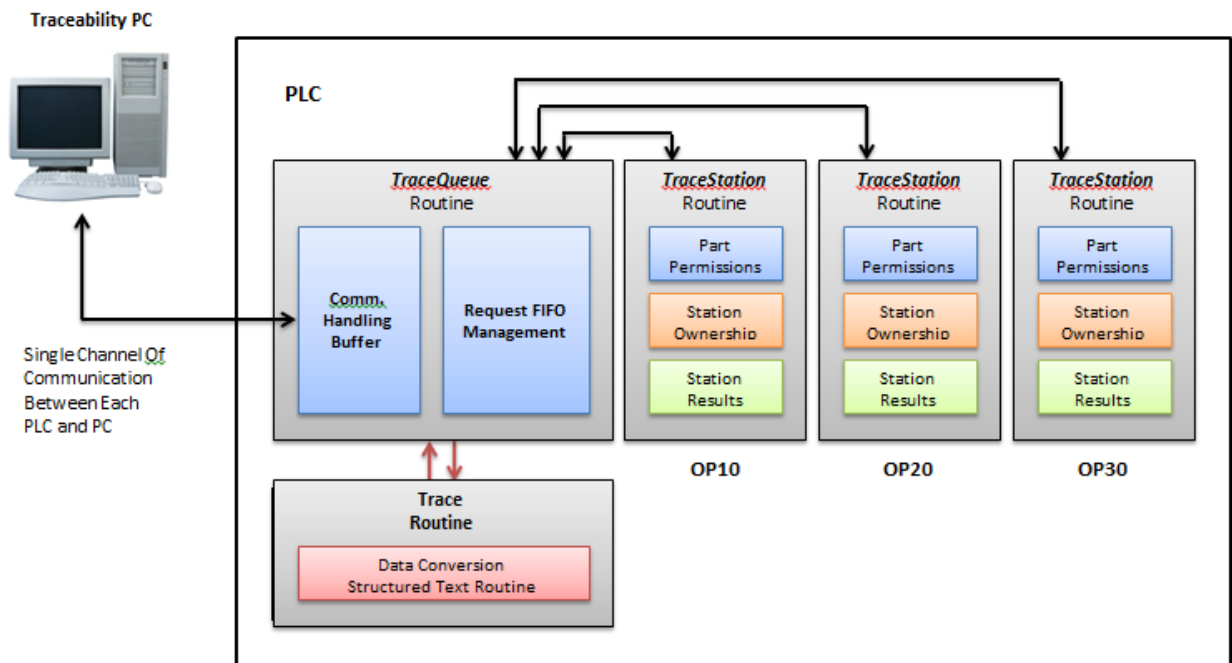 Traceability PC
PLC
TraceQueue
Routine
Comm.
Handling
Buffer
Request FIFO
Management
TraceStation
Routine
Part
Permissions
Station
Ownership
Station
Results
TraceStation
Routine
Part
Permissions
Station
Ownership
Station
Results
TraceStation
Routine
Part
Permissions
Station
Ownership
Station
Results
Single Channel Of
Communication
Between Each
PLC and PC
OP10
OP20
OP30
Trace
Routine
Data Conversion
Structured Text Routine